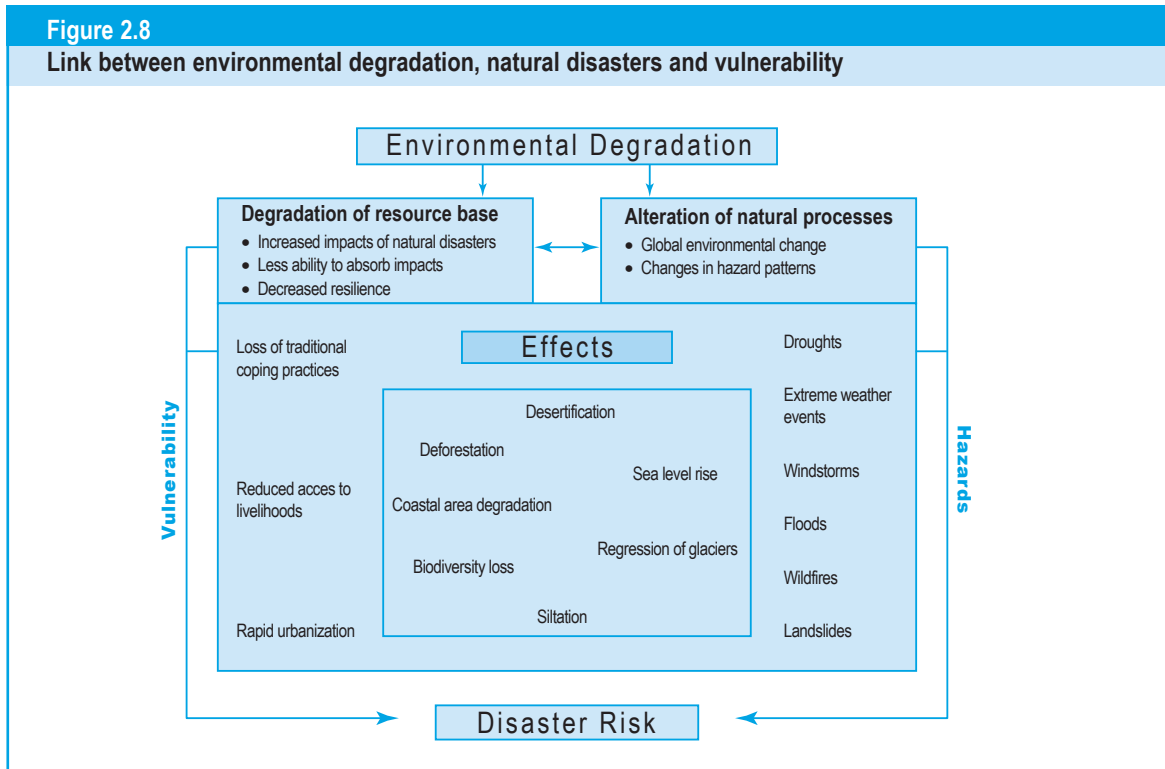 Figure 2.8
Link between environmental degradation, natural disasters and vulnerability
Environmental Degradation
Degradation of resource base
• Increased impacts of natural disasters
• Less ability to absorb impacts
• Decreased resilience
Alteration of natural processes
• Global environmental change
• Changes in hazard patterns
Vulnerability
Loss of traditional
coping practices
Reduced acces to
livelihoods
Rapid urbanization
Effects
Desertification
Deforestation
Sea level rise
Coastal area degradation
Regression of glaciers
Biodiversity loss
Siltation
Droughts
Extreme weather
events
Windstorms
Floods
Wildfires
Landslides
Hazards
Disaster Risk